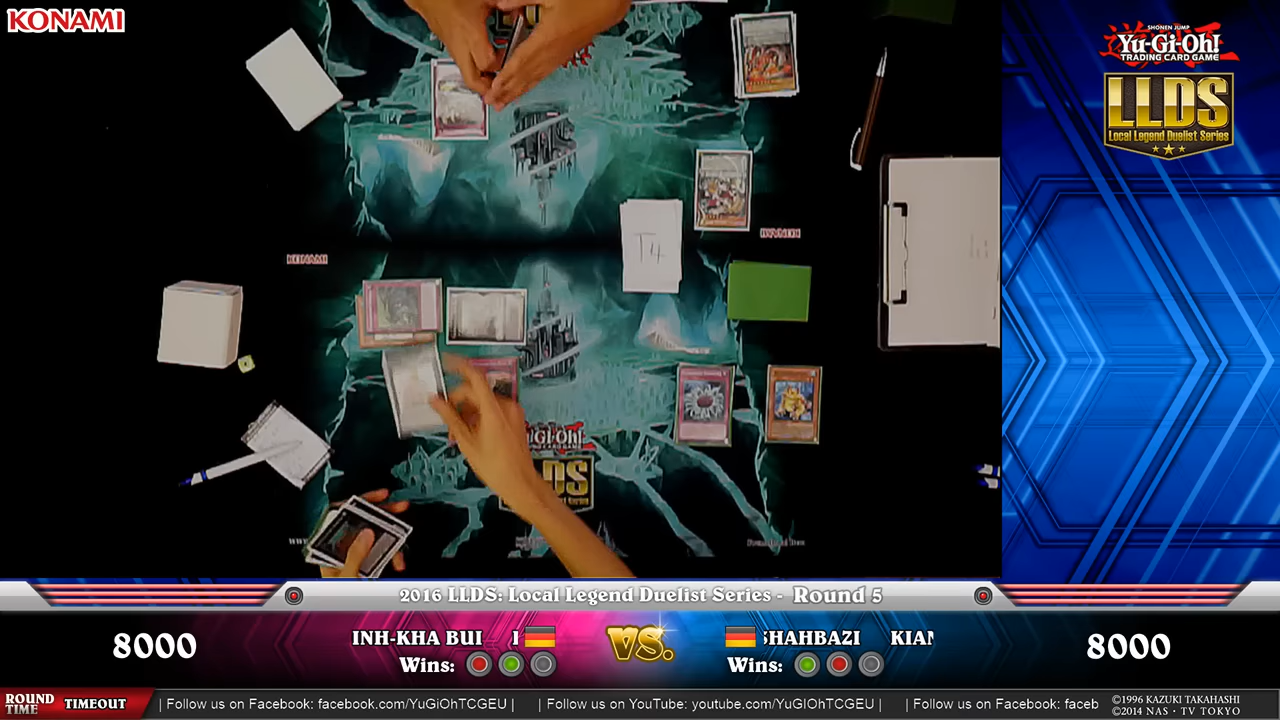 KONAMI
SHONEN JUMP
Yu-Gi-Oh!
TRADING CARD GAME
LLDS
Local Legend Duelist Series
T4
KONAMI
KONAMI
2016 LLDS: Local Legend Duelist Series - Round 5
8000
INH-KHA BUI
VS.
SHAHBAZI KIAN
8000
Wins:
Wins:
ROUND TIME TIMEOUT
| Follow us on Facebook: facebook.com/YuGiOhTCGEU | | Follow us on YouTube: youtube.com/YuGIOhTCGEU | | Follow us on Facebook: faceb
©1996 KAZUKI TAKAHASHI
©2014 NAS • TV TOKYO